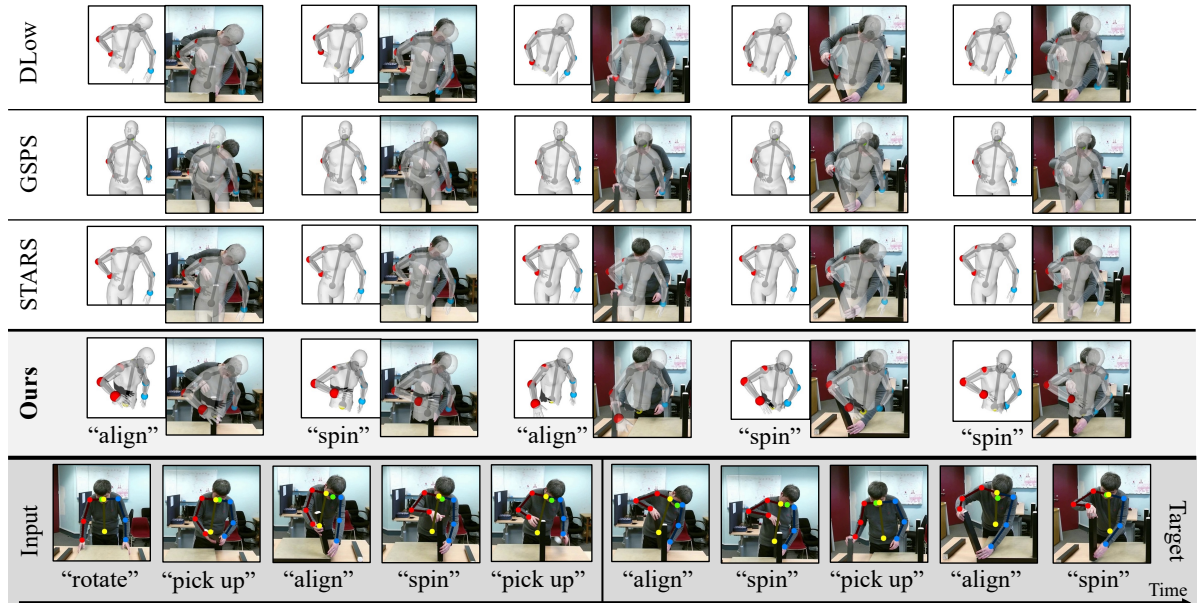 DLow
GSPS
STARS
Ours
“align” “spin” “align” “spin” “spin”
Input
“rotate” “pick up” “align” “spin” “pick up” “align” “spin” “pick up” “align” “spin”
Target
Time